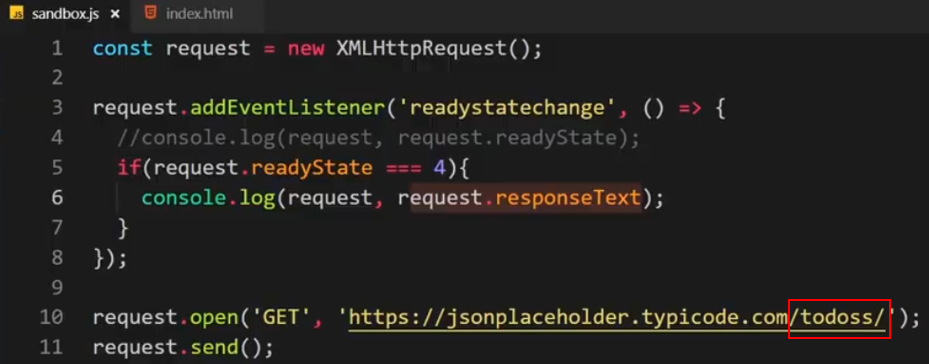 JS sandbox.js × index.html
1 const request = new XMLHttpRequest();
2
3 request.addEventListener('readystatechange', () => {
4 //console.log(request, request.readyState);
5 if(request.readyState === 4){
6 console.log(request, request.responseText);
7 }
8 });
9
10 request.open('GET', 'https://jsonplaceholder.typicode.com/todoss/');
11 request.send();